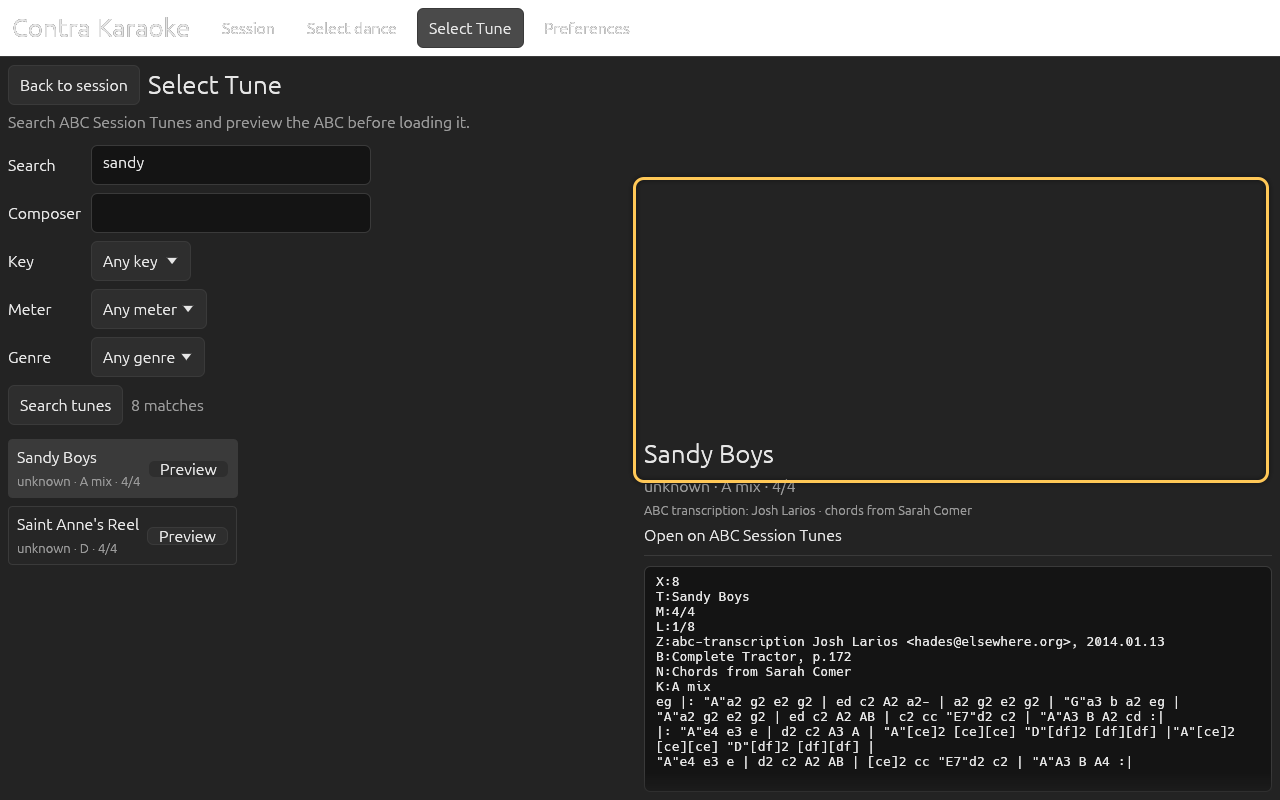 Contra Karaoke Session Select dance Select Tune Preferences
Back to session Select Tune
Search ABC Session Tunes and preview the ABC before loading it.
Search sandy
Composer
Key Any key
Meter Any meter
Genre Any genre
Search tunes 8 matches
Sandy Boys
unknown · A mix · 4/4
Preview
Saint Anne's Reel
unknown · D · 4/4
Preview
Sandy Boys
unknown · A mix · 4/4
ABC transcription: Josh Larios · chords from Sarah Comer
Open on ABC Session Tunes
X:8
T:Sandy Boys
M:4/4
L:1/8
Z:abc-transcription Josh Larios <hades@elsewhere.org>, 2014.01.13
B:Complete Tractor, p.172
N:Chords from Sarah Comer
K:A mix
eg |: "A"a2 g2 e2 g2 | ed c2 A2 a2- | a2 g2 e2 g2 | "G"a3 b a2 eg |
"A"a2 g2 e2 g2 | ed c2 A2 AB | c2 cc "E7"d2 c2 | "A"A3 B A2 cd :|
|: "A"e4 e3 e | d2 c2 A3 A | "A"[ce]2 [ce][ce] "D"[df]2 [df][df] |"A"[ce]2
[ce][ce] "D"[df]2 [df][df] |
"A"e4 e3 e | d2 c2 A2 AB | [ce]2 cc "E7"d2 c2 | "A"A3 B A4 :|